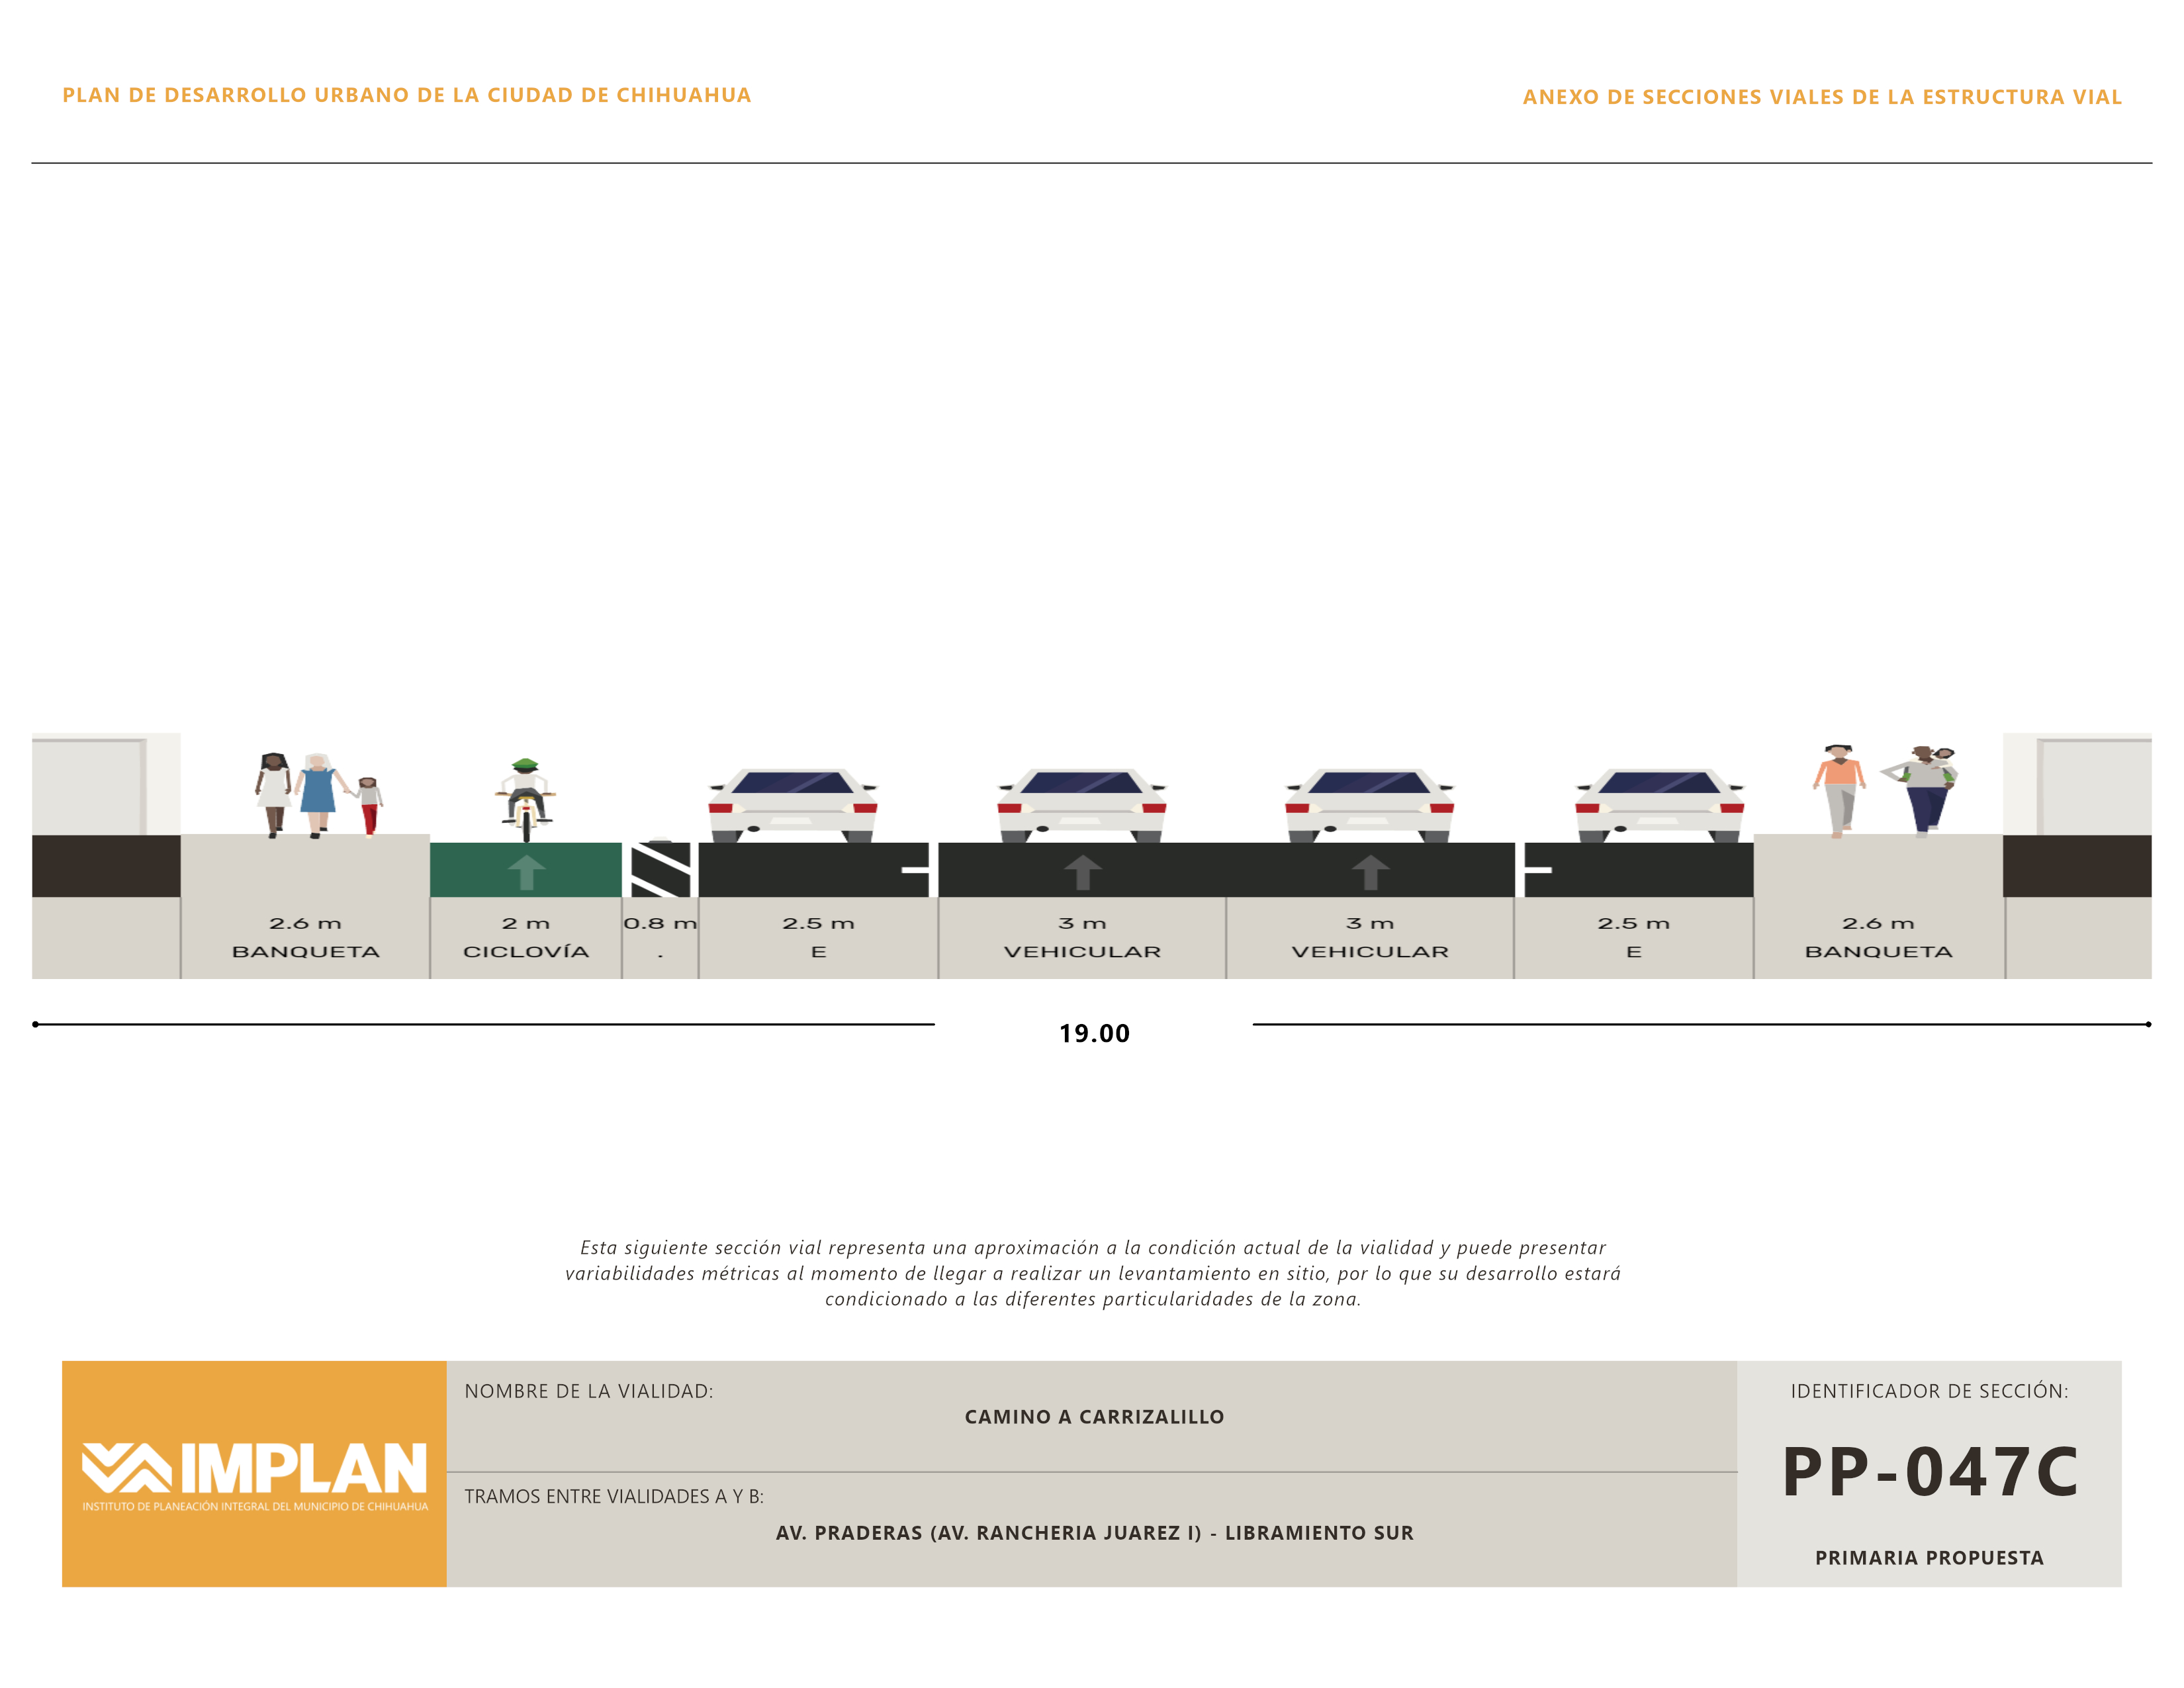 PLAN DE DESARROLLO URBANO DE LA CIUDAD DE CHIHUAHUA
ANEXO DE SECCIONES VIALES DE LA ESTRUCTURA VIAL
2.6 m
BANQUETA
2 m
CICLOVÍA
0.8 m
.
2.5 m
E
3 m
VEHICULAR
3 m
VEHICULAR
2.5 m
E
2.6 m
BANQUETA
19.00
Esta siguiente sección vial representa una aproximación a la condición actual de la vialidad y puede presentar
variabilidades métricas al momento de llegar a realizar un levantamiento en sitio, por lo que su desarrollo estará
condicionado a las diferentes particularidades de la zona.
IMPLAN
INSTITUTO DE PLANEACIÓN INTEGRAL DEL MUNICIPIO DE CHIHUAHUA
NOMBRE DE LA VIALIDAD:
CAMINO A CARRIZALILLO
TRAMOS ENTRE VIALIDADES A Y B:
AV. PRADERAS (AV. RANCHERIA JUAREZ I) - LIBRAMIENTO SUR
IDENTIFICADOR DE SECCIÓN:
PP-047C
PRIMARIA PROPUESTA